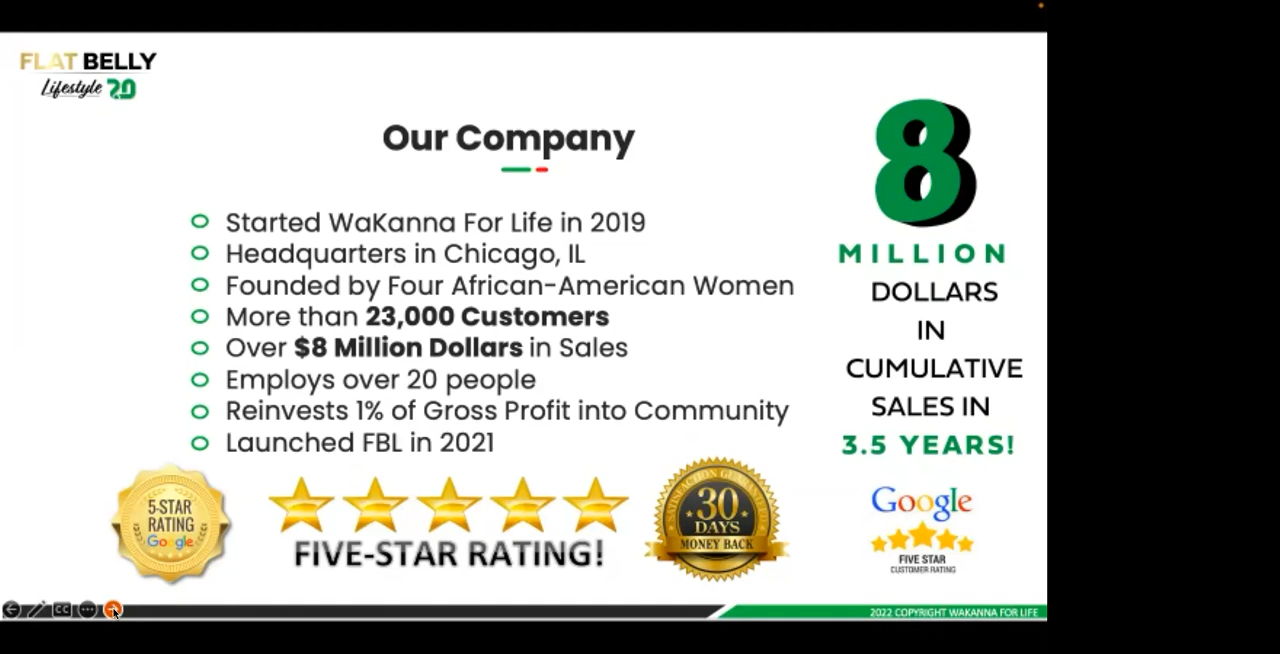 FLAT BELLY
Lifestyle 2.0
Our Company
Started WaKanna For Life in 2019
Headquarters in Chicago, IL
Founded by Four African-American Women
More than 23,000 Customers
Over $8 Million Dollars in Sales
Employs over 20 people
Reinvests 1% of Gross Profit into Community
Launched FBL in 2021
8
MILLION
DOLLARS
IN
CUMULATIVE
SALES IN
3.5 YEARS!
5-STAR
RATING
Google
FIVE-STAR RATING!
SATISFACTION GUARANTEE
30
DAYS
MONEY BACK
Google
FIVE STAR
CUSTOMER RATING
CC
2022 COPYRIGHT WAKANNA FOR LIFE